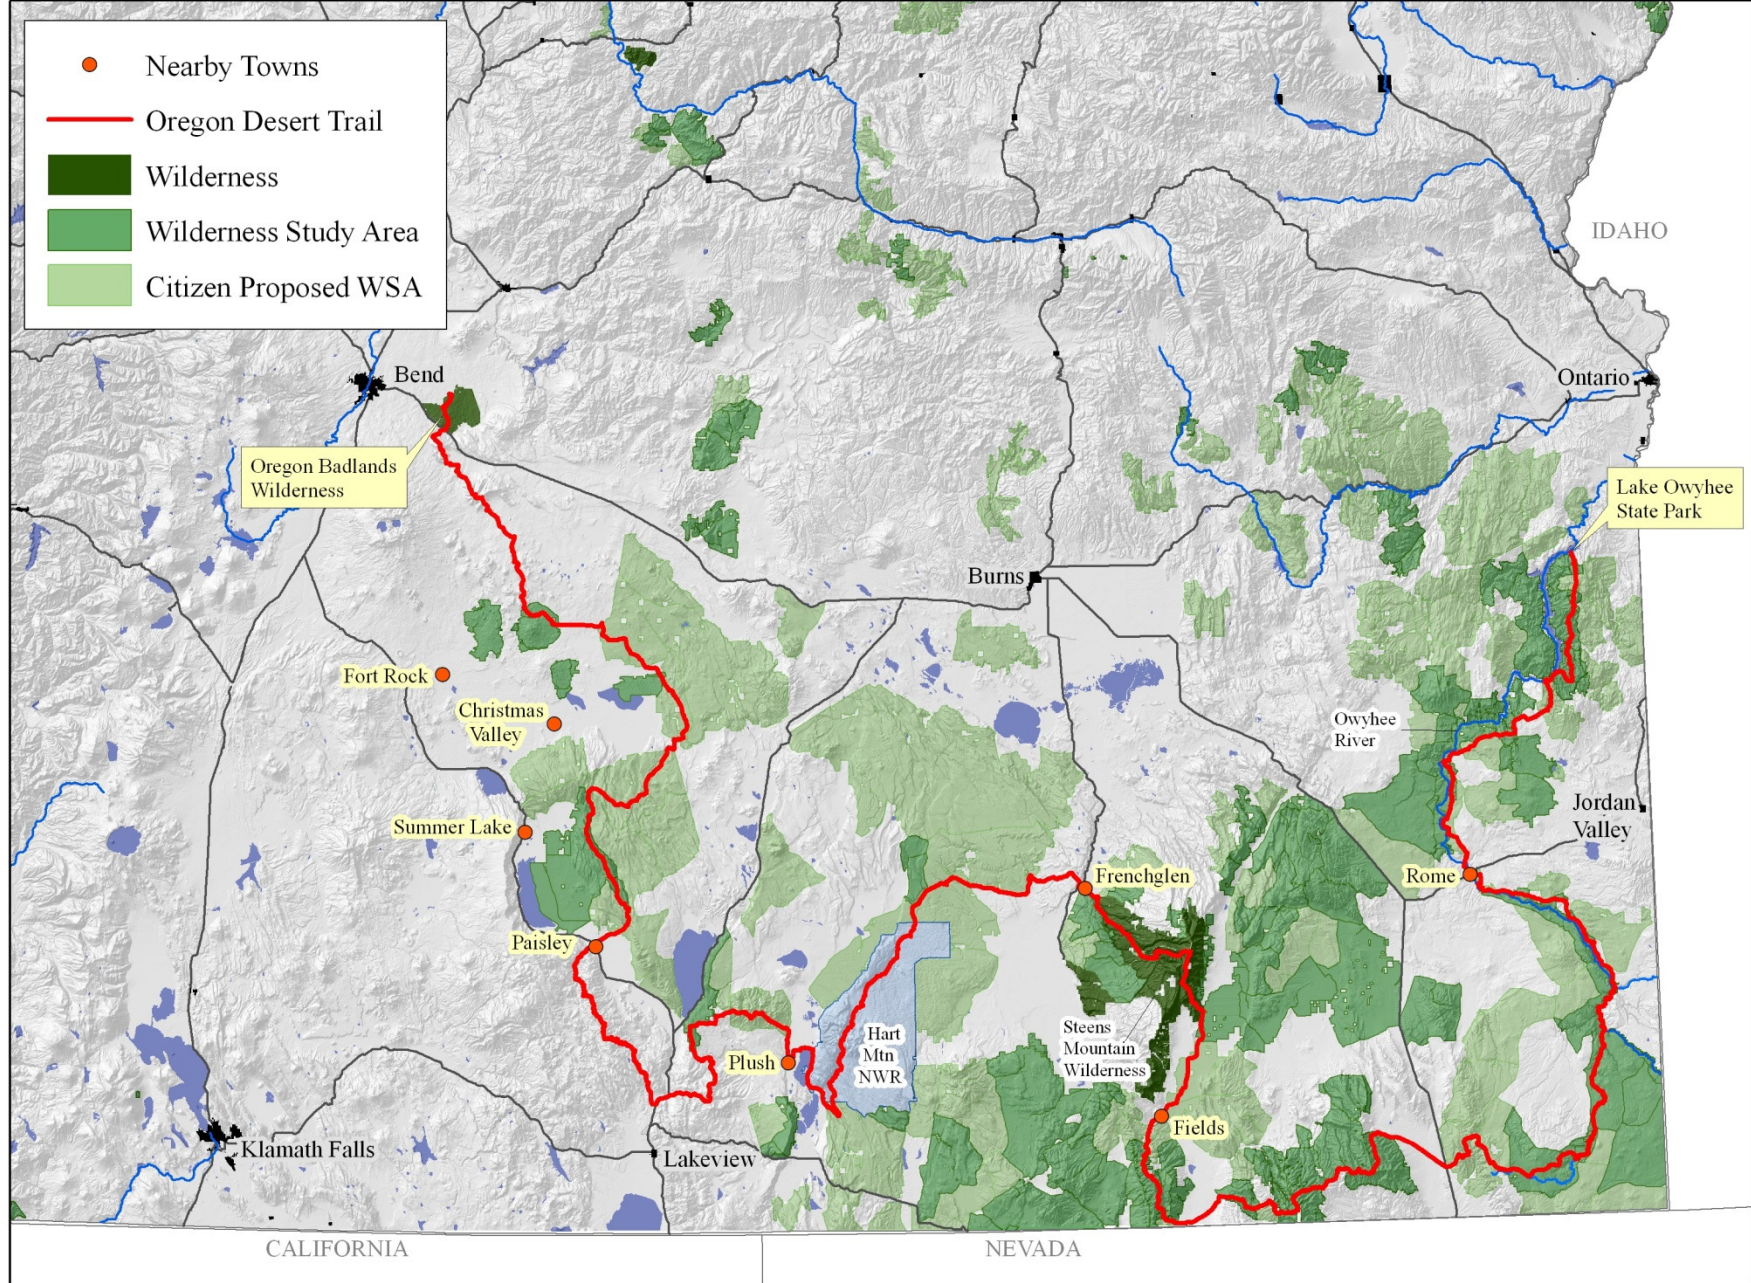 Nearby Towns
Oregon Desert Trail
Wilderness
Wilderness Study Area
Citizen Proposed WSA
IDAHO
Bend
Ontario
Oregon Badlands
Wilderness
Lake Owyhee
State Park
Burns
Fort Rock
Christmas
Valley
Owyhee
River
Jordan
Valley
Summer Lake
Frenchglen
Rome
Paisley
Hart
Mtn
NWR
Steens
Mountain
Wilderness
Plush
Fields
Klamath Falls
Lakeview
CALIFORNIA
NEVADA